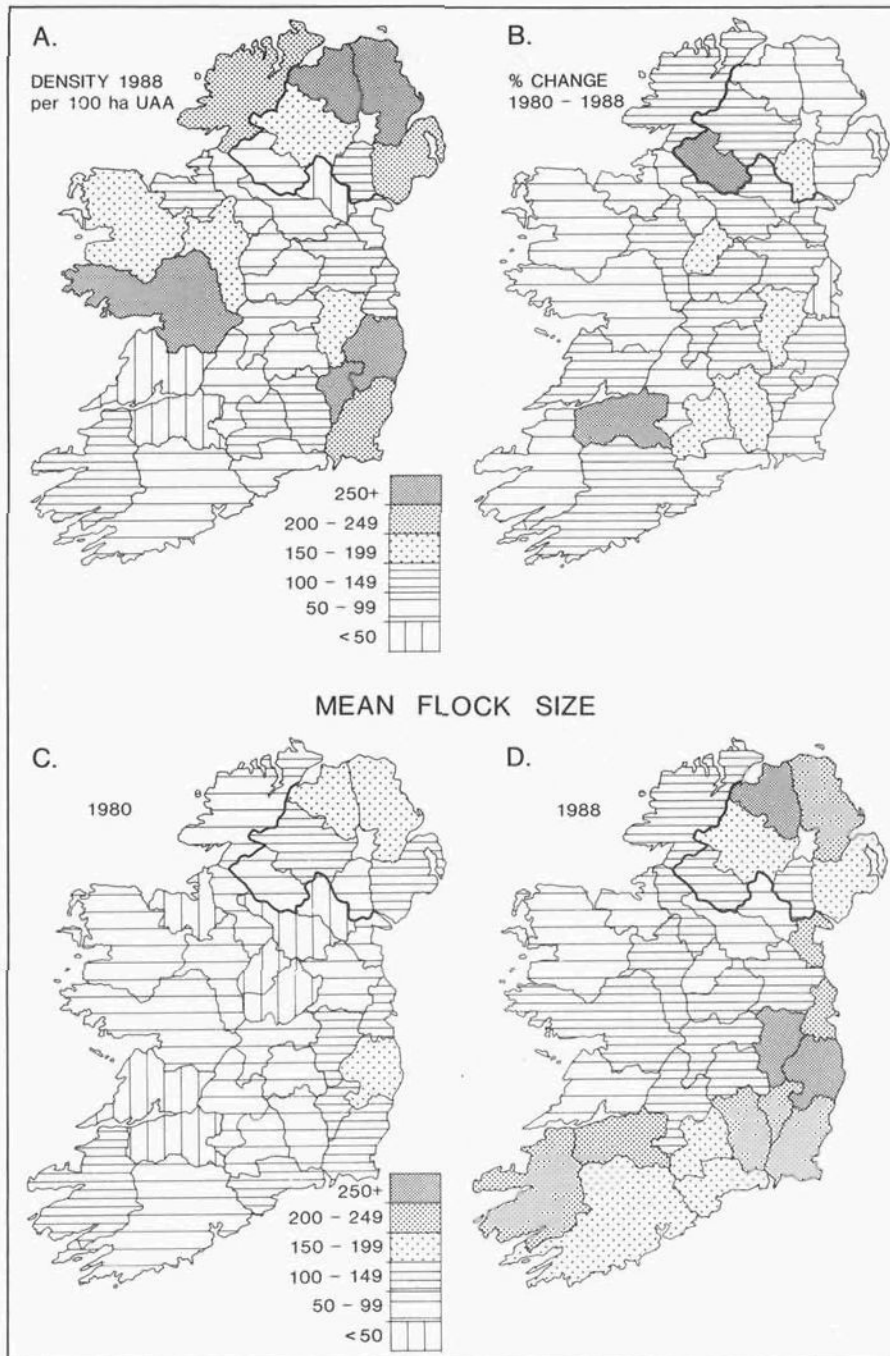 A.
DENSITY 1988
per 100 ha UAA
B.
% CHANGE
1980 – 1988
250+
200 – 249
150 – 199
100 – 149
50 – 99
<50
MEAN FLOCK SIZE
C.
1980
D.
1988
250+
200 – 249
150 – 199
100 – 149
50 – 99
<50